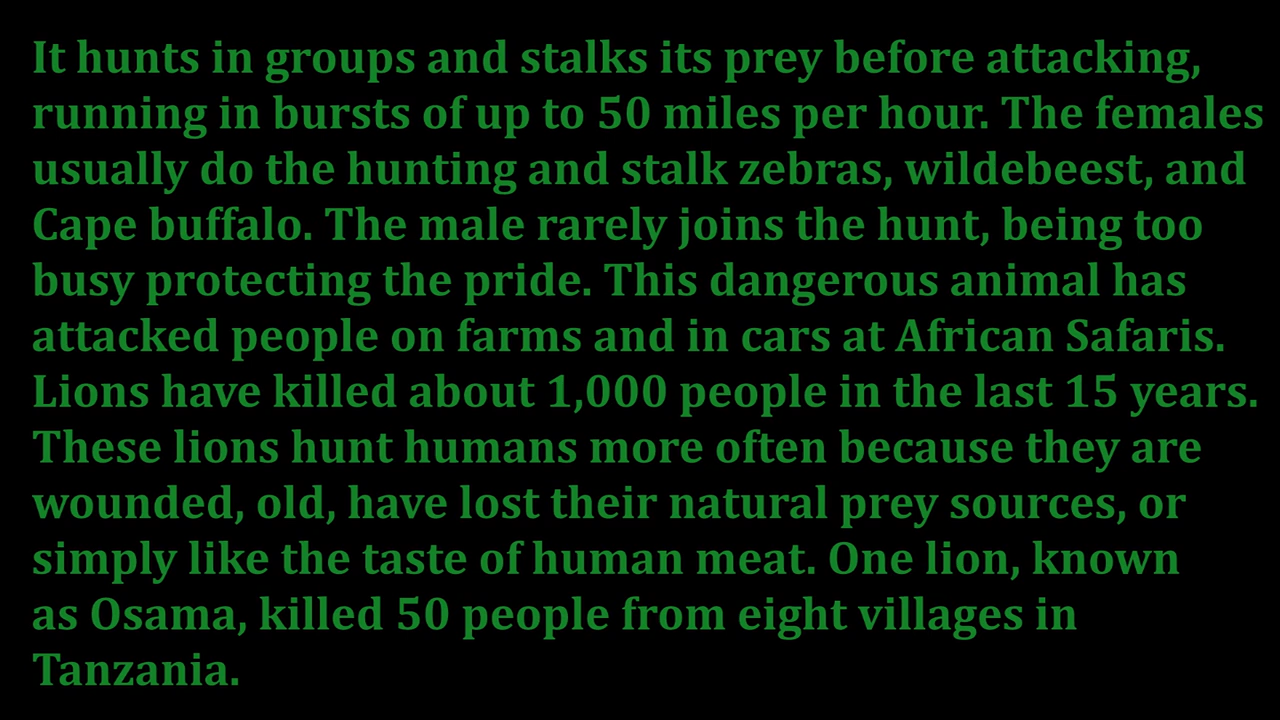 It hunts in groups and stalks its prey before attacking,
running in bursts of up to 50 miles per hour. The females
usually do the hunting and stalk zebras, wildebeest, and
Cape buffalo. The male rarely joins the hunt, being too
busy protecting the pride. This dangerous animal has
attacked people on farms and in cars at African Safaris.
Lions have killed about 1,000 people in the last 15 years.
These lions hunt humans more often because they are
wounded, old, have lost their natural prey sources, or
simply like the taste of human meat. One lion, known
as Osama, killed 50 people from eight villages in
Tanzania.